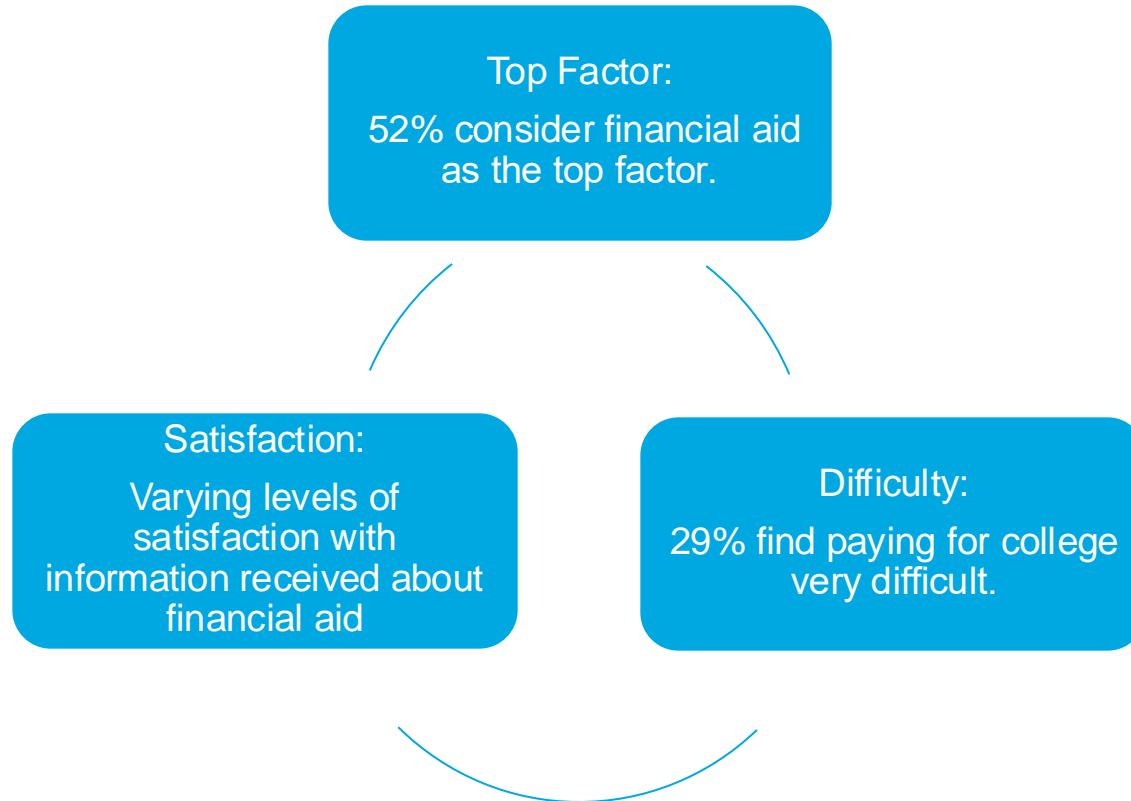 Top Factor:
52% consider financial aid
as the top factor.
Satisfaction:
Varying levels of
satisfaction with
information received about
financial aid
Difficulty:
29% find paying for college
very difficult.